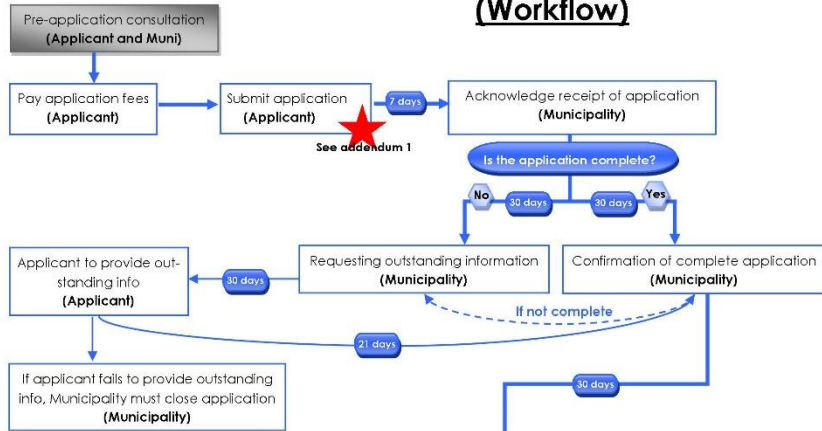 (Workflow)
Pre-application consultation
(Applicant and Muni)
Pay application fees
(Applicant)
Submit application
(Applicant)
7 days
Acknowledge receipt of application
(Municipality)
See addendum 1
Is the application complete?
No
30 days
30 days
Yes
Applicant to provide out-
standing info
(Applicant)
30 days
Requesting outstanding information
(Municipality)
Confirmation of complete application
(Municipality)
If not complete
21 days
If applicant fails to provide outstanding
info, Municipality must close application
(Municipality)
30 days